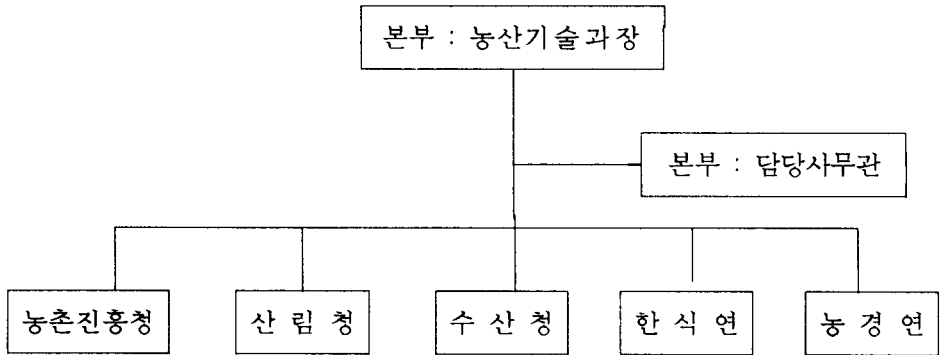 본부 : 농산기술과장
본부 : 담당사무관
농촌진흥청
산 림 청
수 산 청
한 식 연
농 경 연